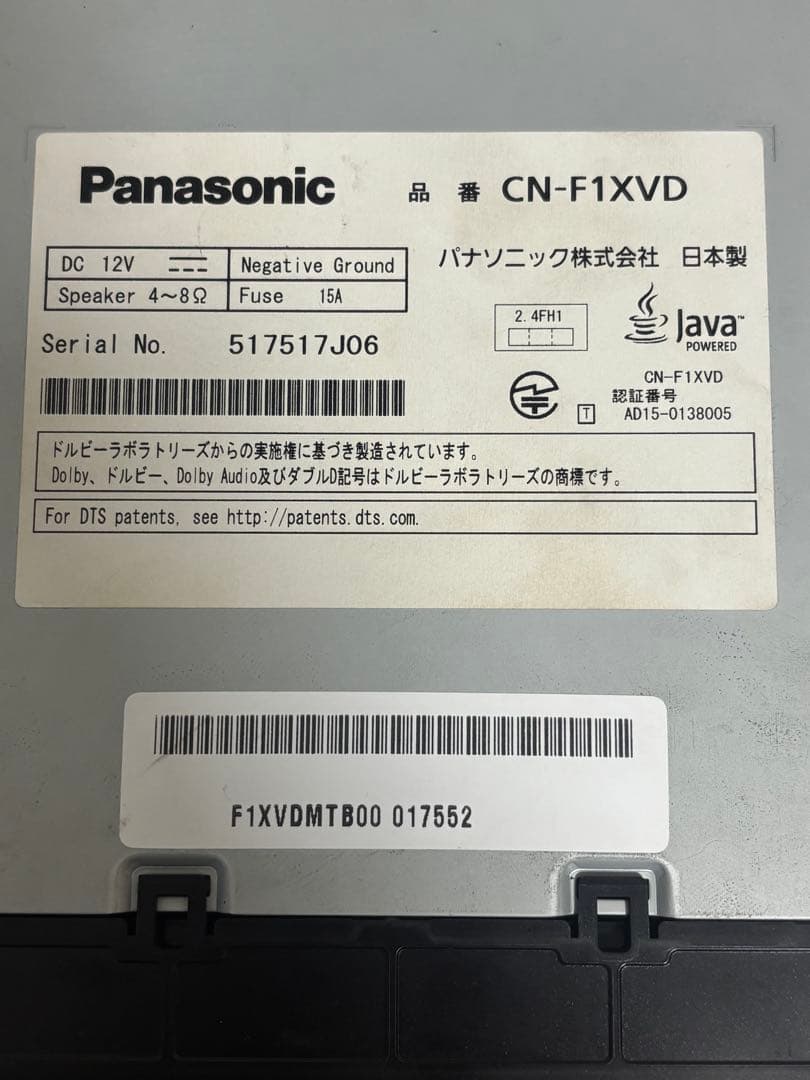 Panasonic 品番 CN-F1XVD
DC 12V Negative Ground
Speaker 4～8Ω Fuse 15A
パナソニック株式会社 日本製
2.4FH1
Java™
POWERED
Serial No. 517517J06
CN-F1XVD
認証番号
T AD15-0138005
ドルビーラボラトリーズからの実施権に基づき製造されています。
Dolby、ドルビー、Dolby Audio及びダブルD記号はドルビーラボラトリーズの商標です。
For DTS patents, see http://patents.dts.com.
F1XVDMTB00 017552